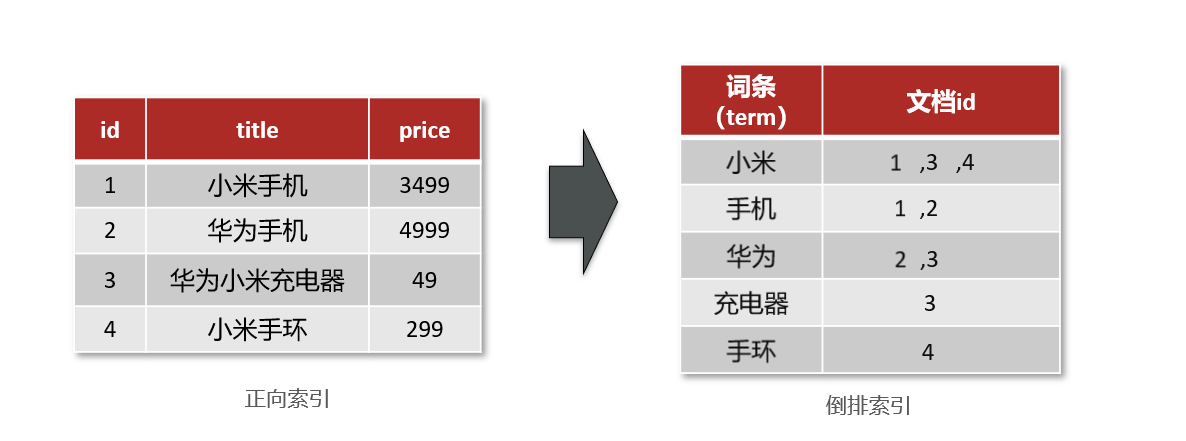 id title price
1 小米手机 3499
2 华为手机 4999
3 华为小米充电器 49
4 小米手环 299
正向索引
词条
（term） 文档id
小米 1 ,3 ,4
手机 1 ,2
华为 2 ,3
充电器 3
手环 4
倒排索引